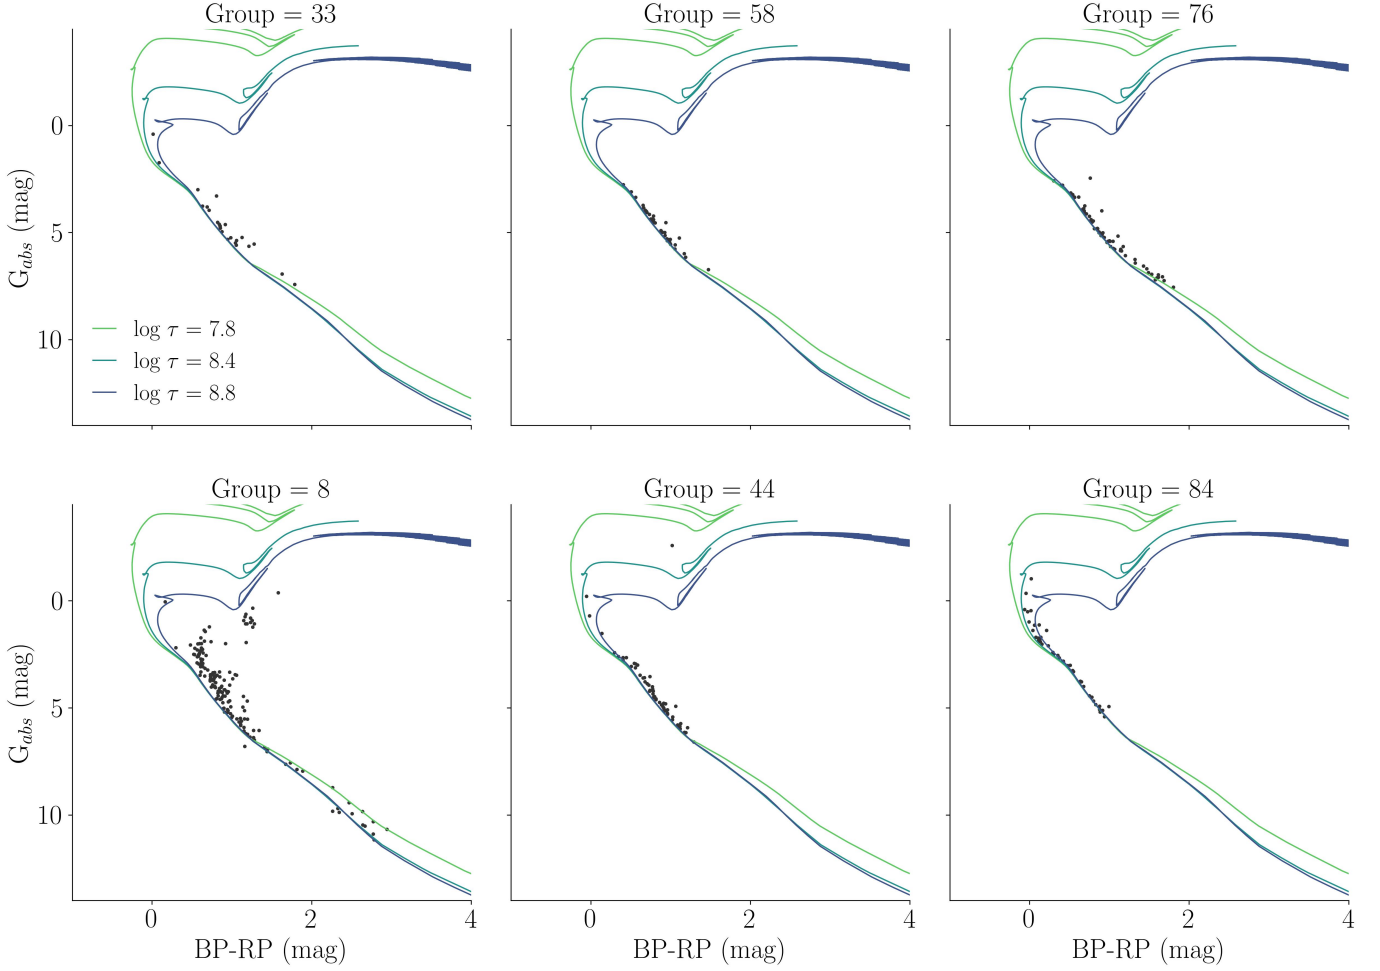 Group = 33
Group = 58
Group = 76
0
5
10
G_abs (mag)
log τ = 7.8
log τ = 8.4
log τ = 8.8
Group = 8
Group = 44
Group = 84
0
5
10
G_abs (mag)
0 2 4
0 2 4
0 2 4
BP-RP (mag)
BP-RP (mag)
BP-RP (mag)